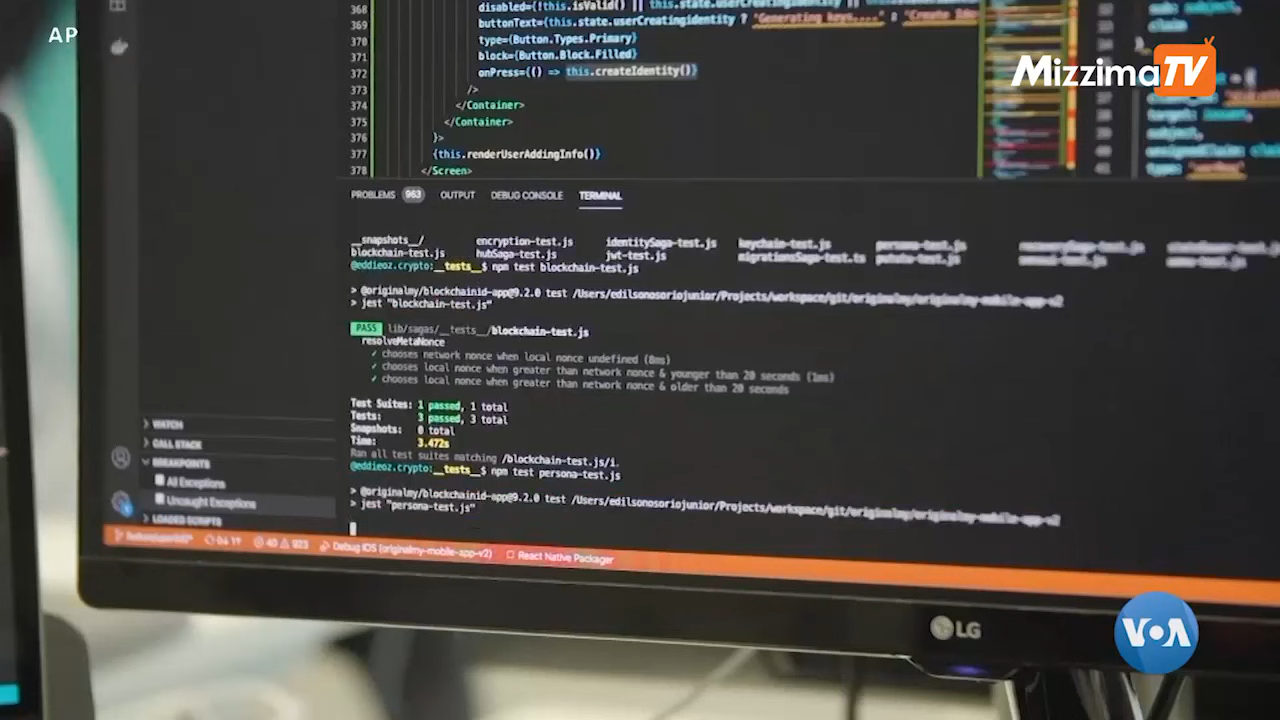 AP
Mizzima TV
368 disabled={!this.isValid() || this.state.userCreatingidentity
369 buttonText={this.state.userCreatingidentity ? "Generating keys...." : "Create
370 type={Button.Types.Primary}
371 block={Button.Block.Filled}
372 onPress={() => this.createIdentity()}
373 />
374 </Container>
375 </Container>
376 }>
377 {this.renderUserAddingInfo()}
378 </Screen>
PROBLEMS 963 OUTPUT DEBUG CONSOLE TERMINAL
__snapshots__/ encryption-test.js identitySaga-test.js keychain-test.js persona-test.js
blockchain-test.js hubSaga-test.js jwt-test.js migrationsSaga-test.ts
@eddieoz.crypto:__tests__$ npm test blockchain-test.js
> @originalmy/blockchainid-app@9.2.0 test /Users/edilsonosoriojunior/Projects/workspace/git/originalmy/originalmy-mobile-app-v2
> jest "blockchain-test.js"
PASS lib/sagas/__tests__/blockchain-test.js
resolveMetaNonce
✓ chooses network nonce when local nonce undefined (8ms)
✓ chooses local nonce when greater than network nonce & younger than 20 seconds (1ms)
✓ chooses local nonce when greater than network nonce & older than 20 seconds
Test Suites: 1 passed, 1 total
Tests: 3 passed, 3 total
Snapshots: 0 total
Time: 3.472s
Ran all test suites matching /blockchain-test.js/i.
@eddieoz.crypto:__tests__$ npm test persona-test.js
> @originalmy/blockchainid-app@9.2.0 test /Users/edilsonosoriojunior/Projects/workspace/git/originalmy/originalmy-mobile-app-v2
> jest "persona-test.js"
WATCH
CALL STACK
BREAKPOINTS
All Exceptions
Uncaught Exceptions
LOADED SCRIPTS
Debug iOS (originalmy-mobile-app-v2) React Native Packager
LG
VOA